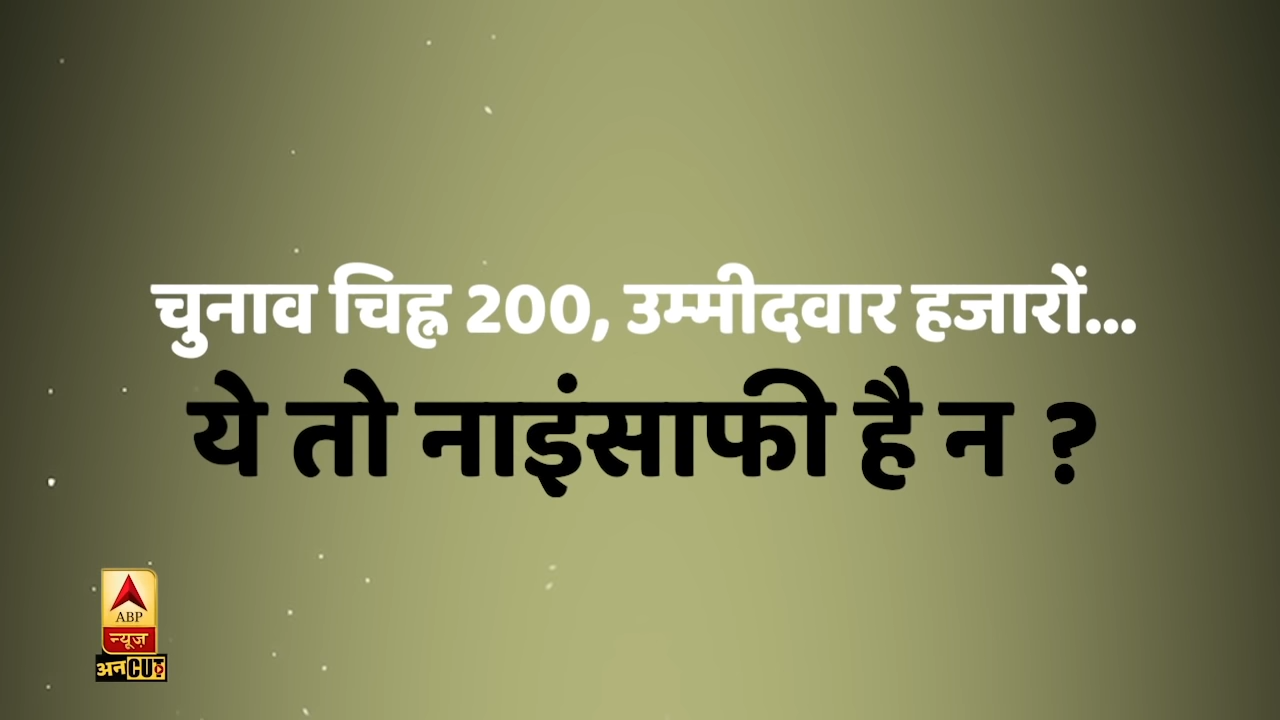 चुनाव चिह्न 200, उम्मीदवार हजारों...
ये तो नाइंसाफी है न ?
ABP
न्यूज़
अनCUT